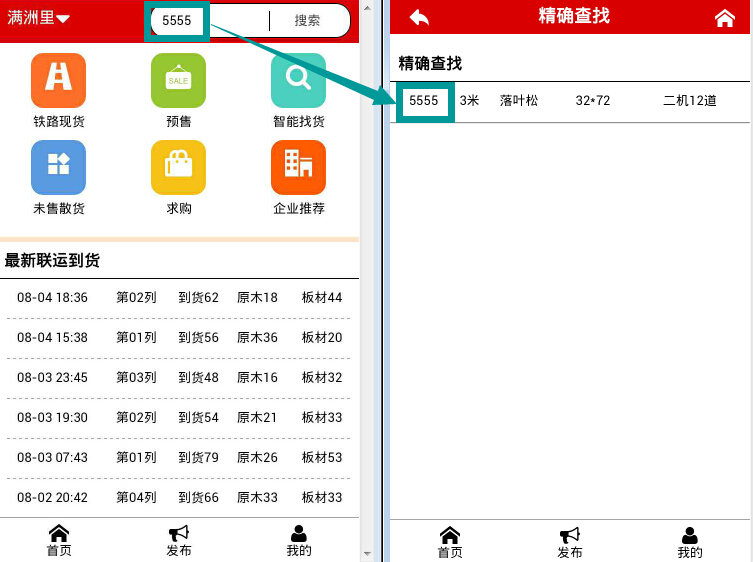 满洲里 5555 搜索
铁路现货 预售 智能找货
SALE
未售散货 求购 企业推荐
最新联运到货
08-04 18:36 第02列 到货62 原木18 板材44
08-04 15:38 第01列 到货56 原木36 板材20
08-03 23:45 第03列 到货48 原木16 板材32
08-03 19:30 第02列 到货54 原木21 板材33
08-03 07:43 第01列 到货79 原木26 板材53
08-02 20:42 第04列 到货66 原木33 板材33
首页 发布 我的
精确查找
精确查找
5555 3米 落叶松 32*72 二机12道
首页 发布 我的